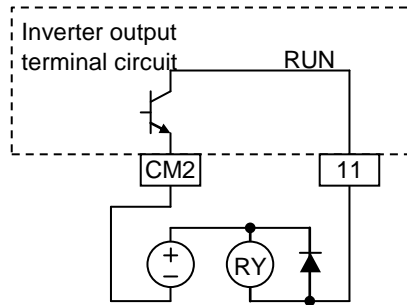 Inverter output
terminal circuit
RUN
CM2
11
+
–
RY